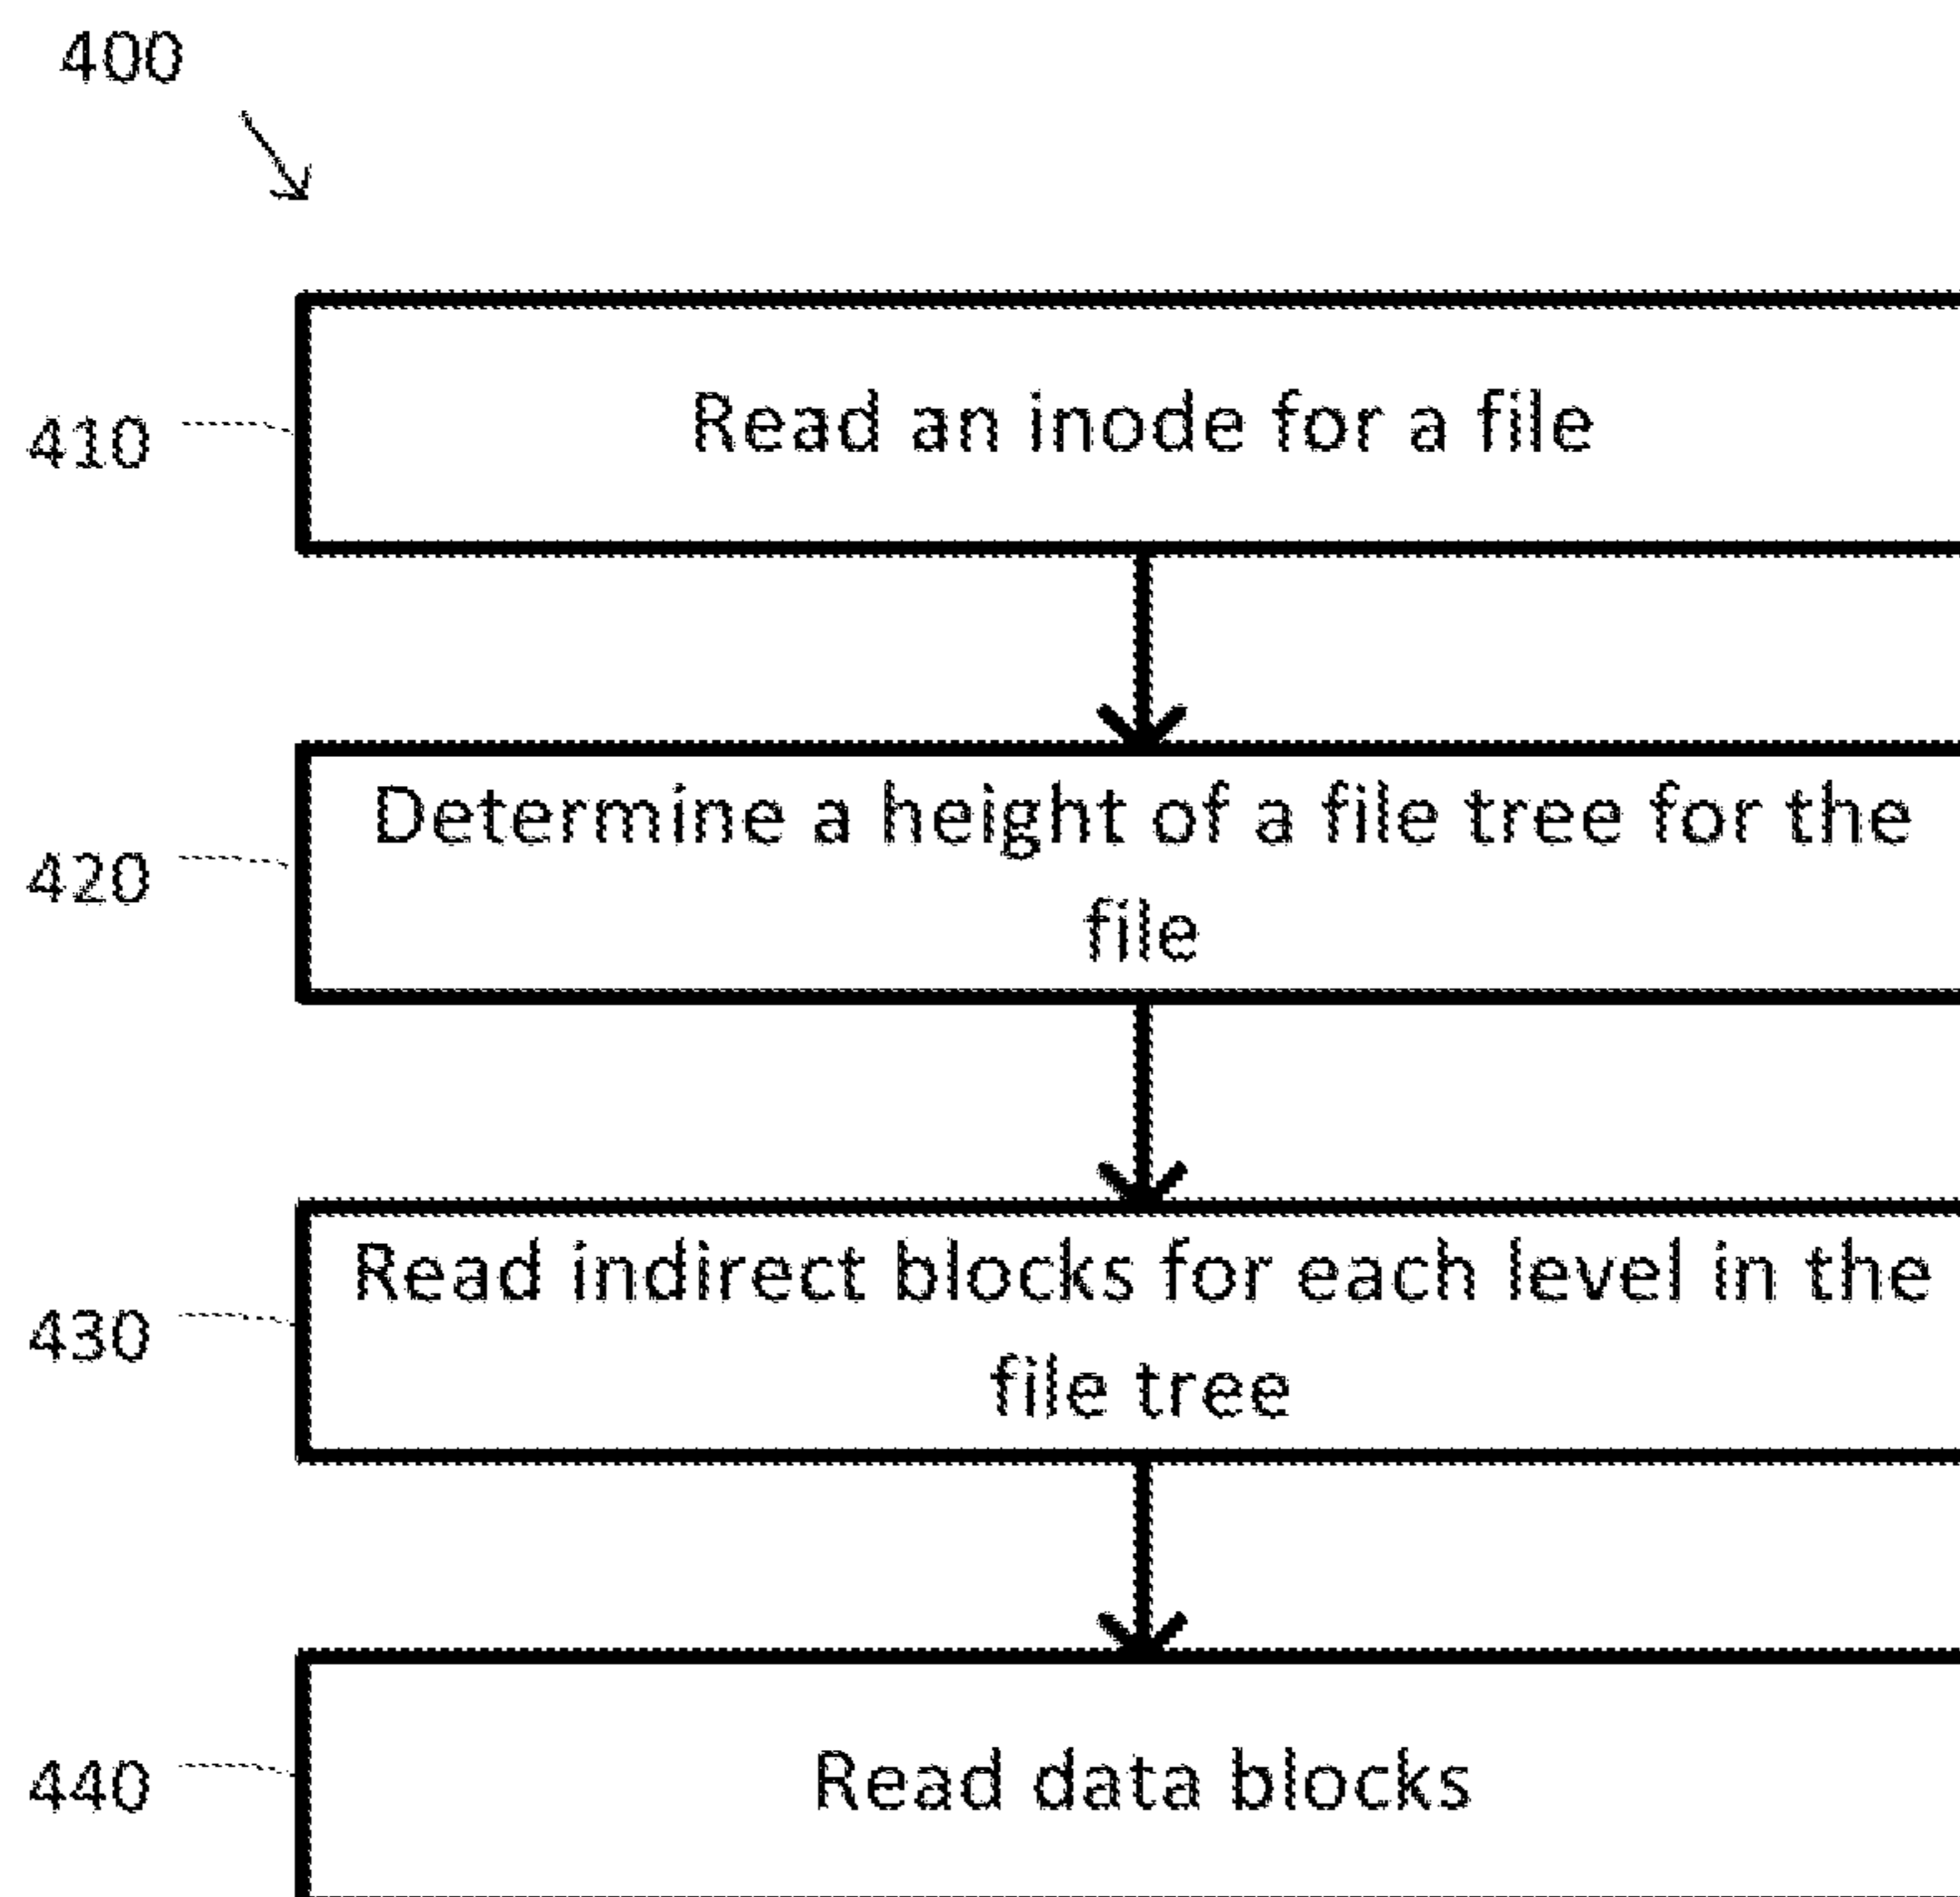 400
410
Read an inode for a file
420
Determine a height of a file tree for the
file
430
Read indirect blocks for each level in the
file tree
440
Read data blocks